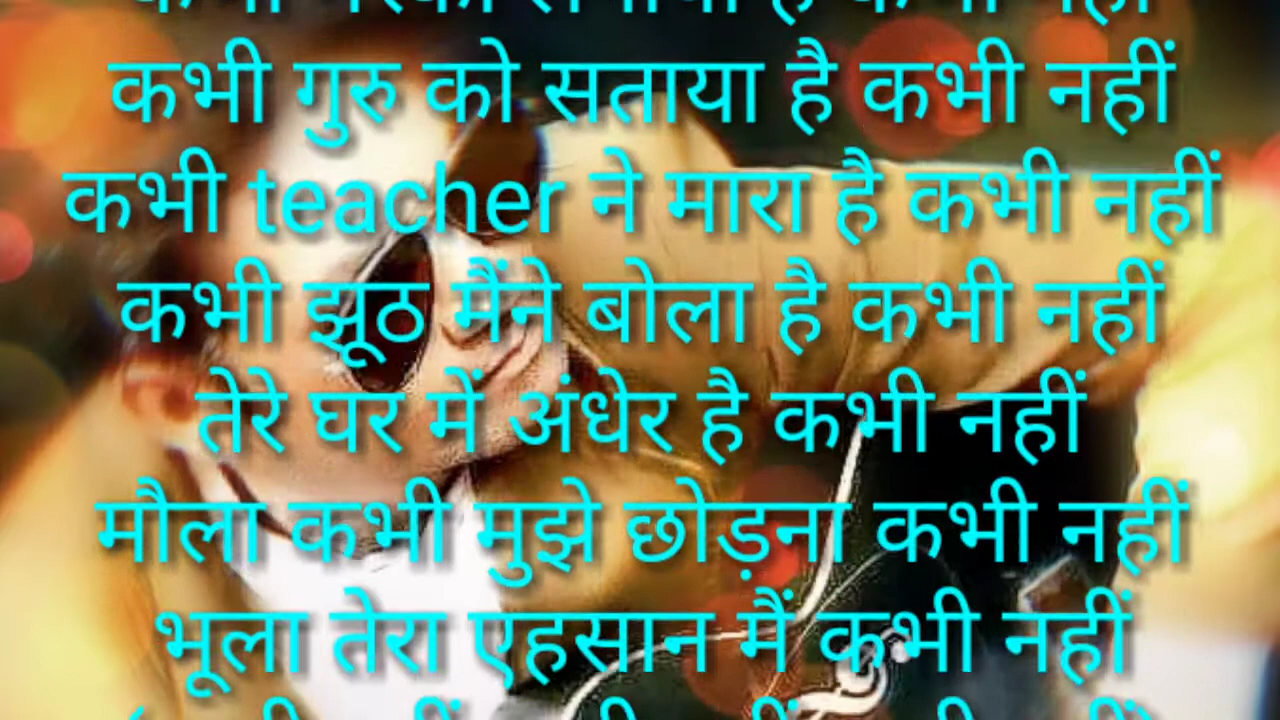 कभी गुरु को सताया है कभी नहीं
कभी teacher ने मारा है कभी नहीं
कभी झूठ मैंने बोला है कभी नहीं
तेरे घर में अंधेर है कभी नहीं
मौला कभी मुझे छोड़ना कभी नहीं
भूला तेरा एहसान मैं कभी नहीं